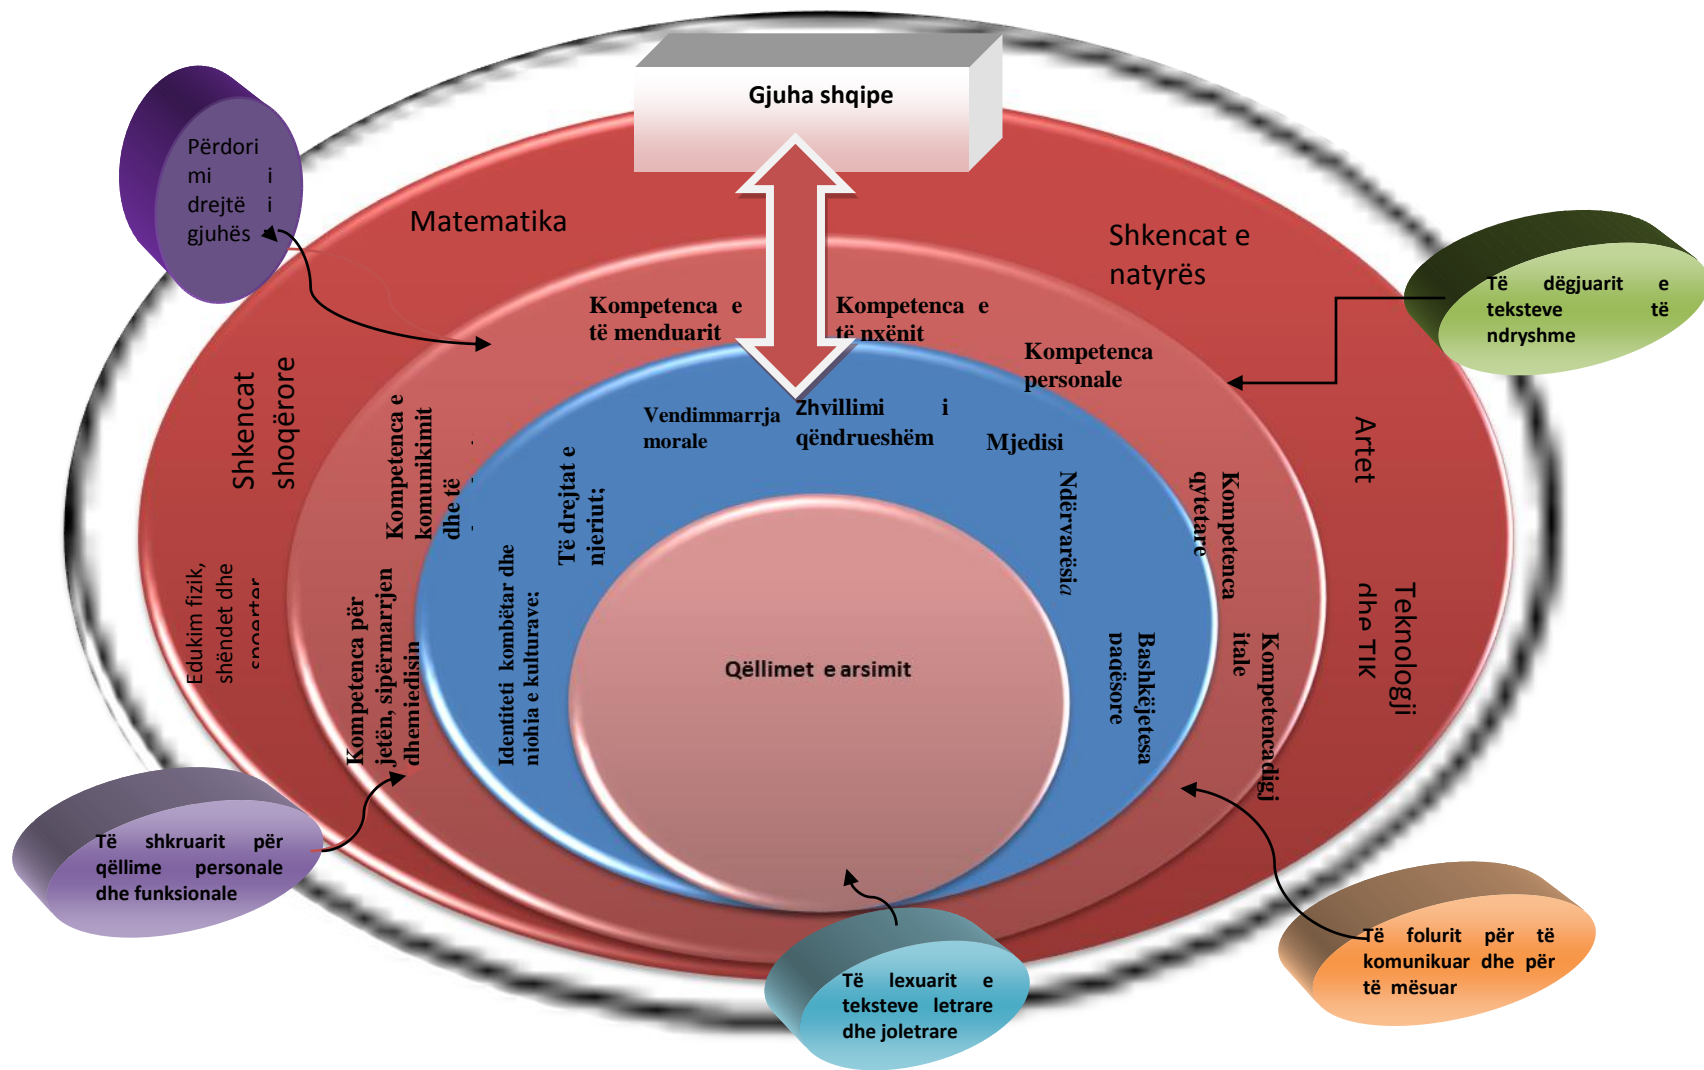 Gjuha shqipe
Përdori
mi i
drejtë i
gjuhës
Matematika
Shkencat e
natyrës
Të dëgjuarit e
teksteve të
ndryshme
Kompetenca e
të menduarit
Kompetenca e
të nxënit
Kompetenca
personale
Shkencat
shoqërore
Kompetenca e
komunikimit
dhe të
Vendimmarrja
morale
Zhvillimi i
qëndrueshëm
Mjedisi
Të drejtat e
njeriut;
Ndërvarësia
Kompetenca
qytetare
Artet
Edukim fizik,
shëndet dhe
Kompetenca për
jetën, sipërmarrjen
dhemjedisin
Identiteti kombëtar dhe
njohja e kulturave;
Qëllimet e arsimit
Bashkëjetesa
paqësore
Kompetencadigj
itale
Teknologji
dhe TIK
Të shkruarit për
qëllime personale
dhe funksionale
Të lexuarit e
teksteve letrare
dhe joletrare
Të folurit për të
komunikuar dhe për
të mësuar